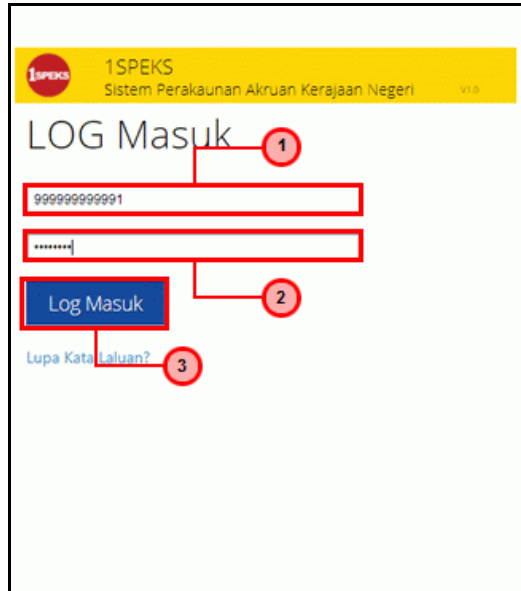 1SPEKS
1SPEKS
Sistem Perakaunan Akruan Kerajaan Negeri V1.0
LOG Masuk
1
999999999991
••••••••
2
Log Masuk
Lupa Kata Laluan?
3